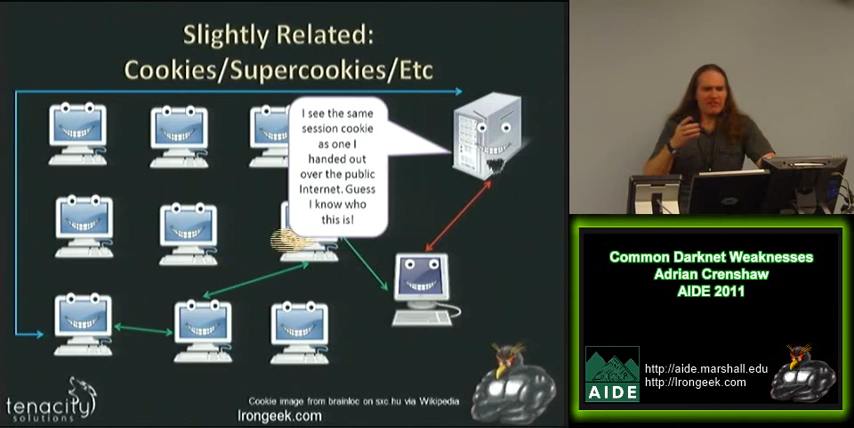 Slightly Related:
Cookies/Supercookies/Etc
I see the same
session cookie
as one I
handed out
over the public
Internet. Guess
I know who
this is!
tenacity
solutions
Cookie image from brainloc on sxc.hu via Wikipedia
Irongeek.com
Common Darknet Weaknesses
Adrian Crenshaw
AIDE 2011
AIDE
http://aide.marshall.edu
http://Irongeek.com